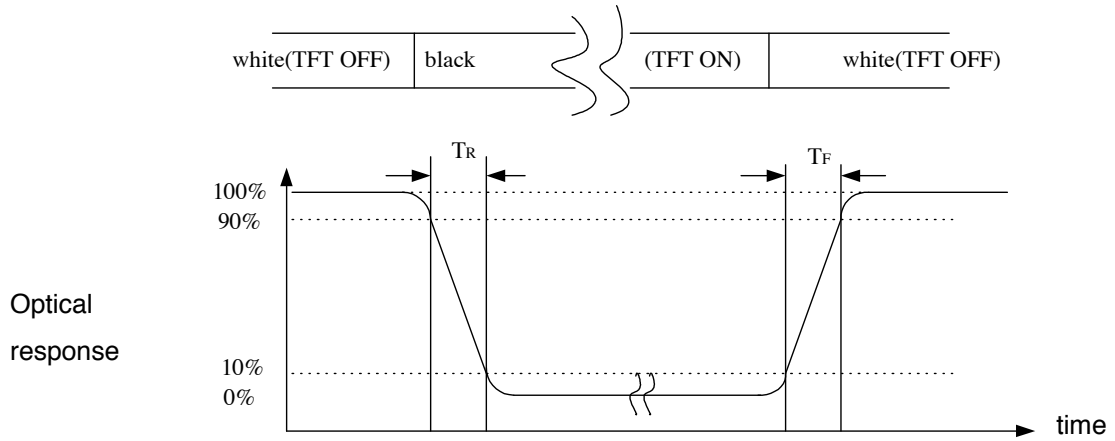 white(TFT OFF) black (TFT ON) white(TFT OFF)
TR TF
100%
90%
Optical
response
10%
0%
time